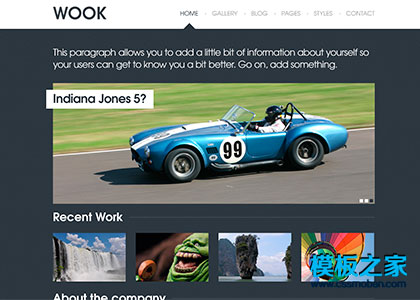 WOOK
HOME - GALLERY - BLOG - PAGES - STYLES - CONTACT
This paragraph allows you to add a little bit of information about yourself so
your users can get to know you a bit better. Go on, add something.
Indiana Jones 5?
99
Recent Work
模板之家
www.cssmoban.com
About the company